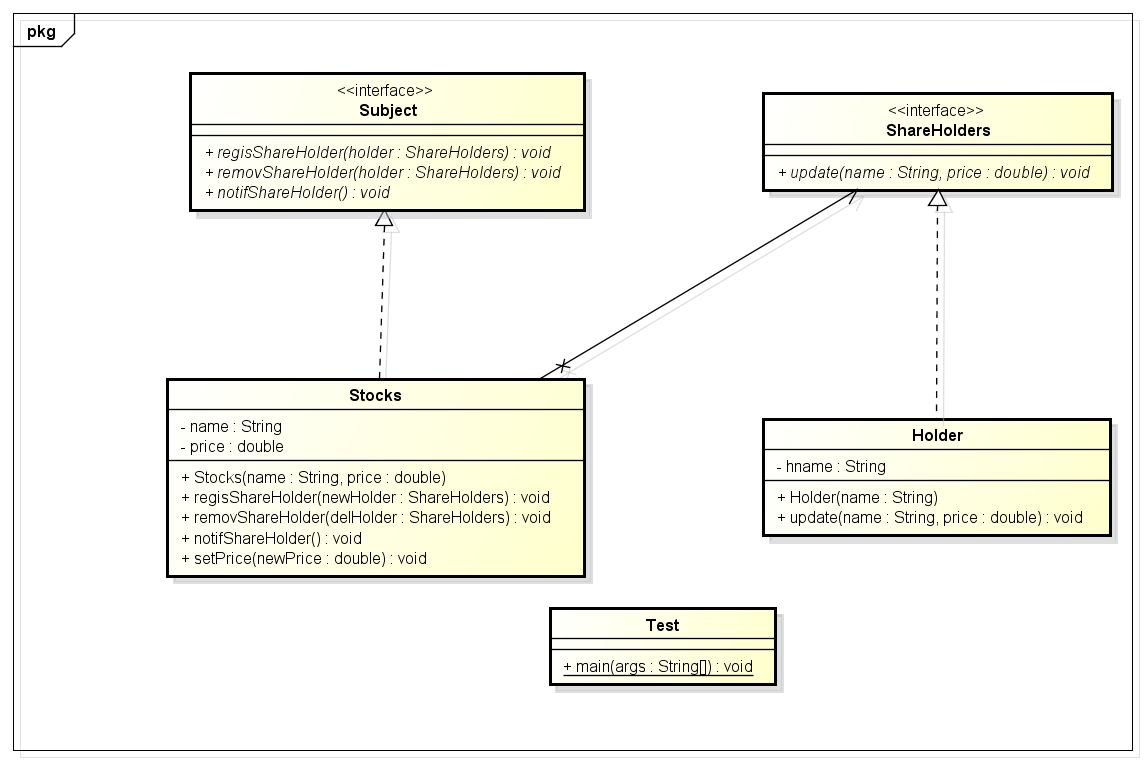 pkg
<<interface>>
Subject
+ regisShareHolder(holder : ShareHolders) : void
+ removShareHolder(holder : ShareHolders) : void
+ notifShareHolder() : void
<<interface>>
ShareHolders
+ update(name : String, price : double) : void
Stocks
- name : String
- price : double
+ Stocks(name : String, price : double)
+ regisShareHolder(newHolder : ShareHolders) : void
+ removShareHolder(delHolder : ShareHolders) : void
+ notifShareHolder() : void
+ setPrice(newPrice : double) : void
Holder
- hname : String
+ Holder(name : String)
+ update(name : String, price : double) : void
Test
+ main(args : String[]) : void